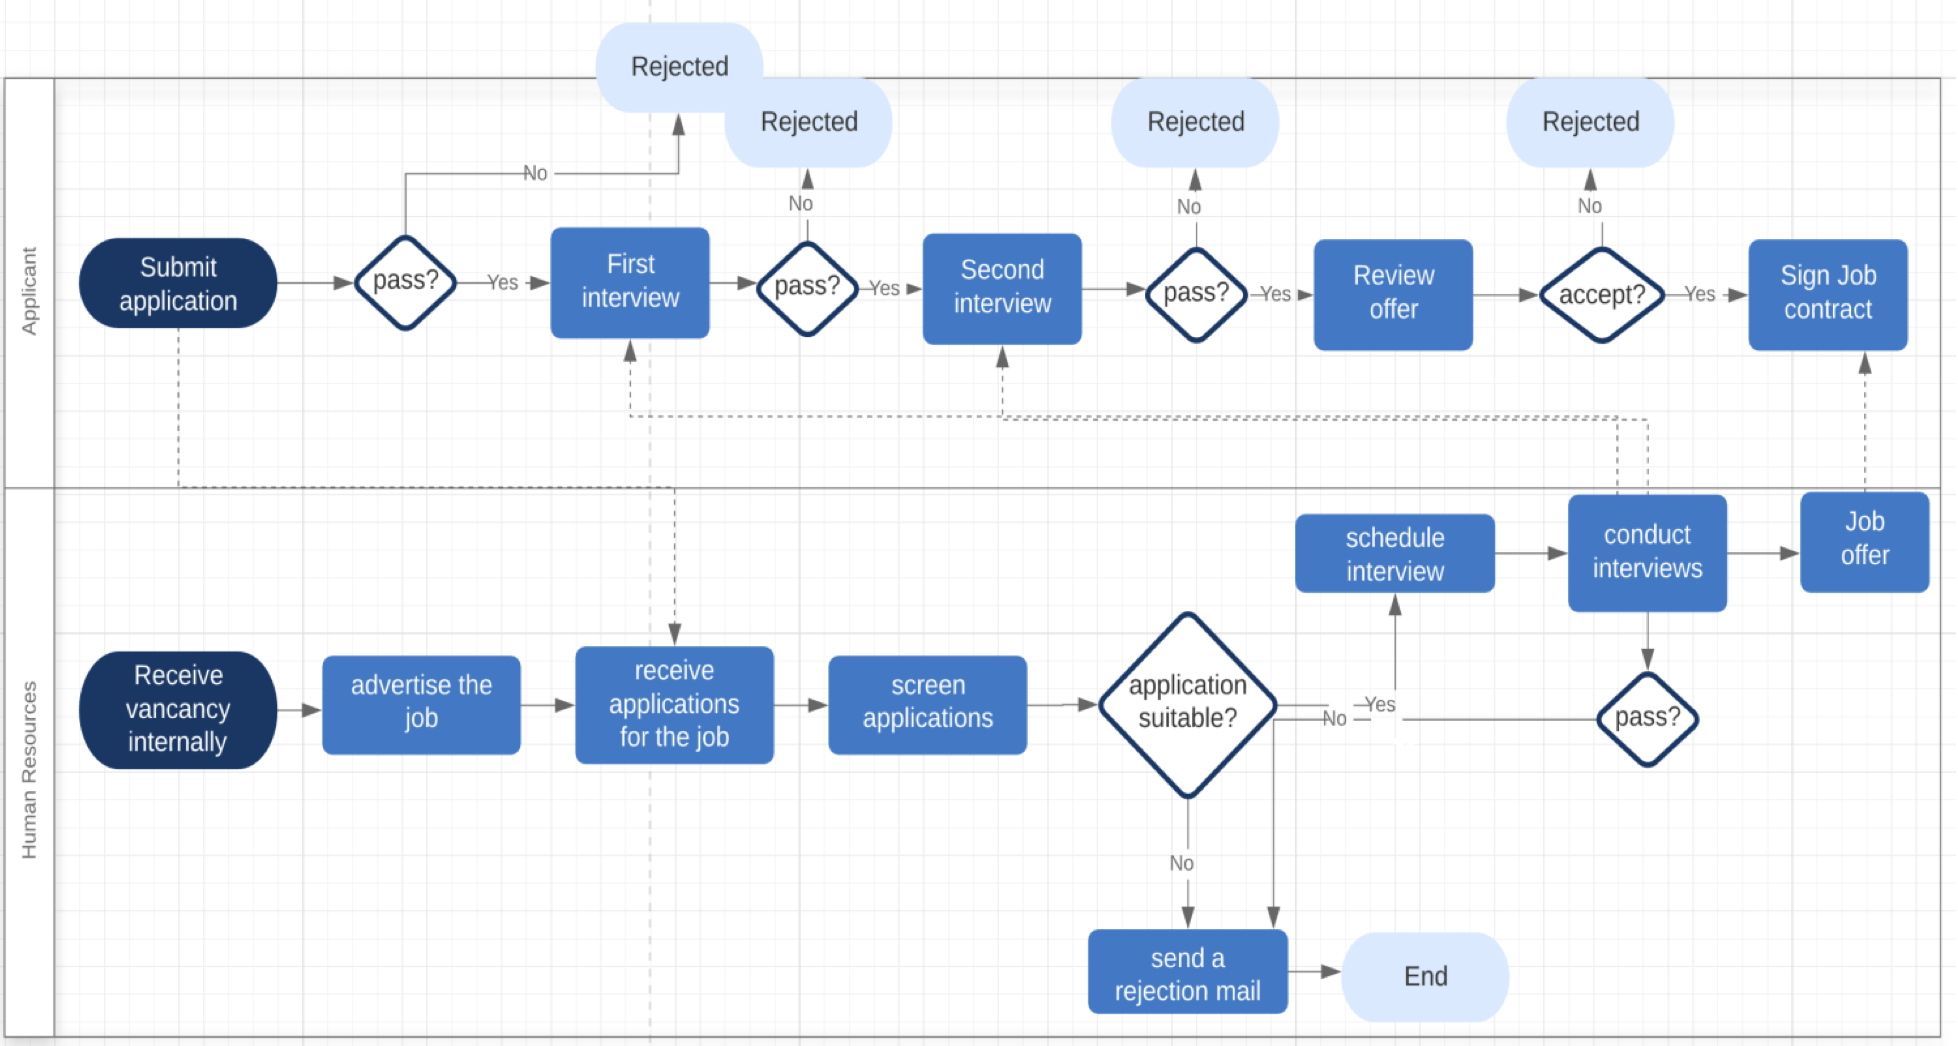 Rejected
Rejected
Rejected
Rejected
No
No
No
No
Applicant
Submit
application
pass?
Yes
First
interview
pass?
Yes
Second
interview
pass?
Yes
Review
offer
accept?
Yes
Sign Job
contract
Human Resources
schedule
interview
conduct
interviews
Job
offer
Receive
vancancy
internally
advertise the
job
receive
applications
for the job
screen
applications
application
suitable?
Yes
No
pass?
No
send a
rejection mail
End